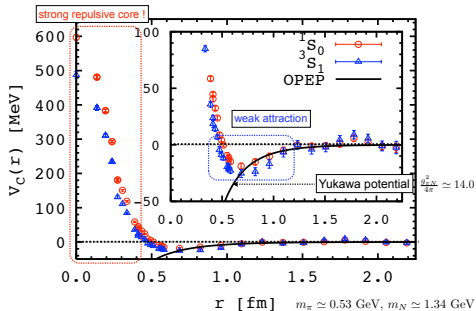 strong repulsive core !
¹S₀
³S₁
OPEP
100
50
0
−50
0.0 0.5 1.0 1.5 2.0
weak attraction
Yukawa potential
600
500
400
300
200
100
0
V_C(r) [MeV]
0.0 0.5 1.0 1.5 2.0
r [fm]
≃ 14.0
m_π ≃ 0.53 GeV, m_N ≃ 1.34 GeV